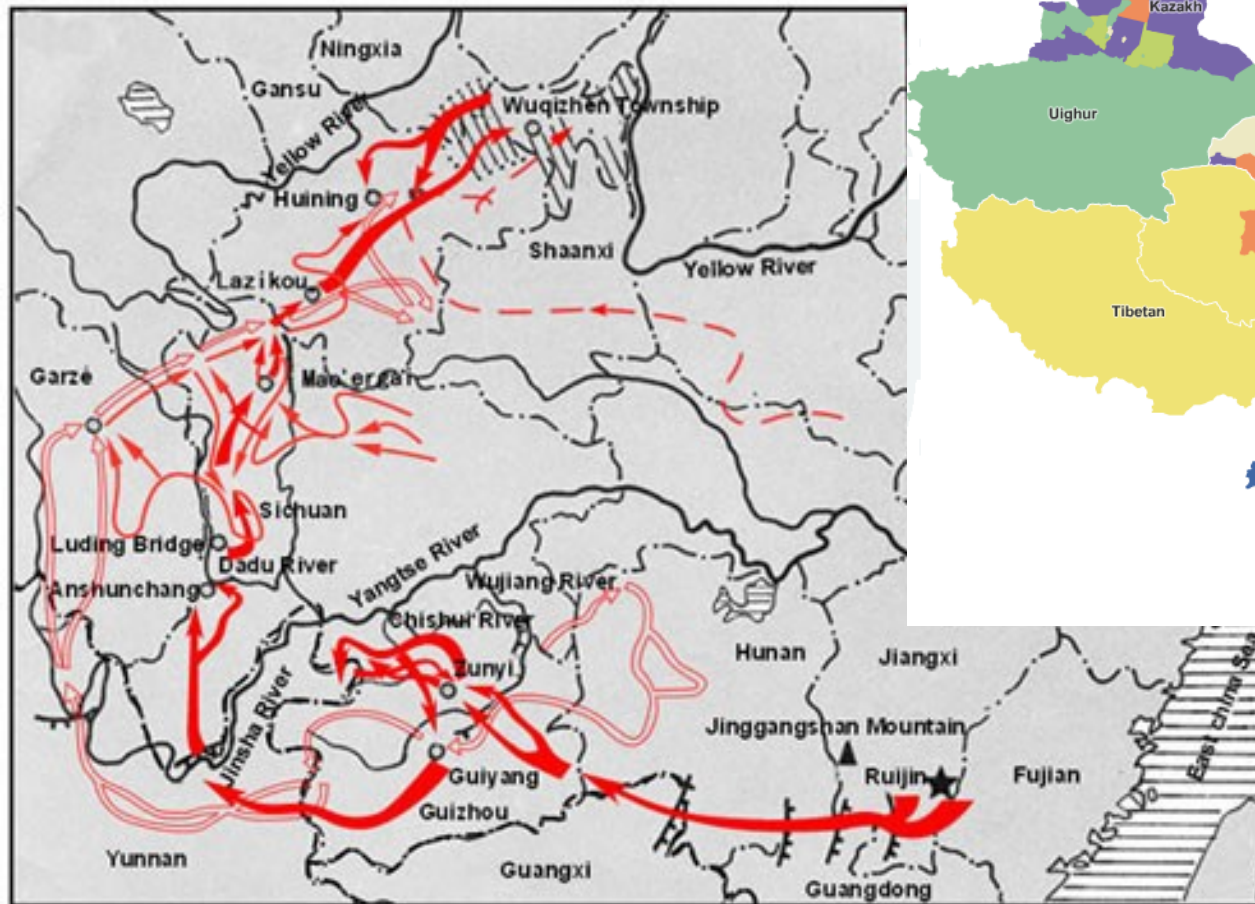 Kazakh
Ningxia
Gansu
Wuqizhen Township
Yellow River
Uighur
Huining
Shaanxi
Yellow River
Lazikou
Tibetan
Garzé
Mao'ergai
Sichuan
Luding Bridge
Dadu River
Yangtse River
Anshunchang
Wujiang River
Chishui River
Hunan
Jiangxi
Zunyi
East china Sea
Jinsha River
Jinggangshan Mountain
Guiyang
Ruijin
Fujian
Guizhou
Yunnan
Guangxi
Guangdong